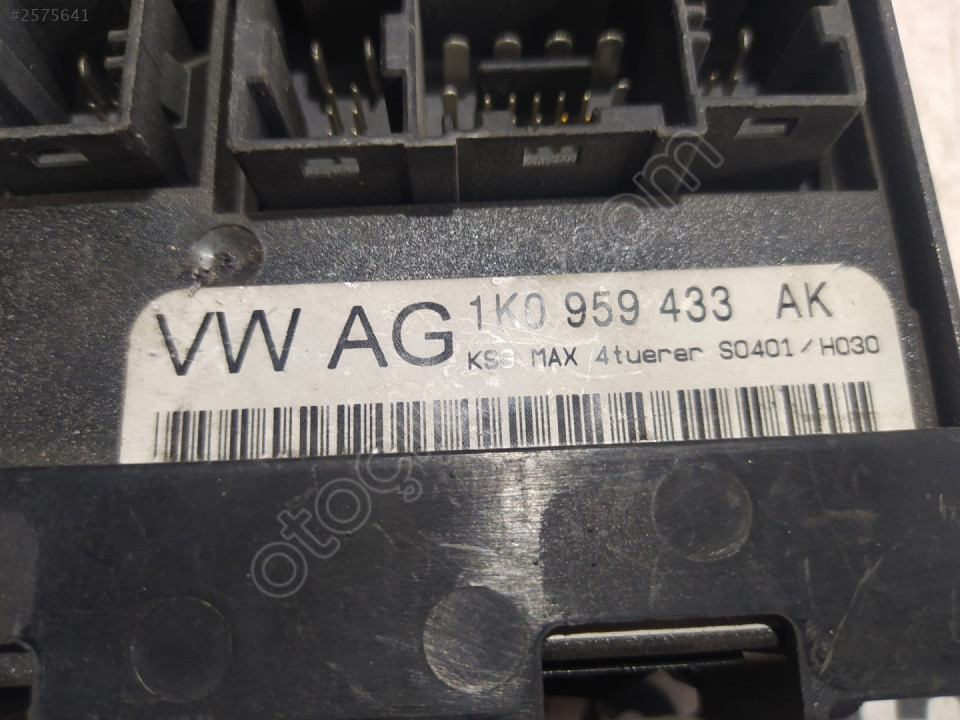 #2575641
VW AG 1K0 959 433 AK
KSG MAX 4tuerer S0401/H030